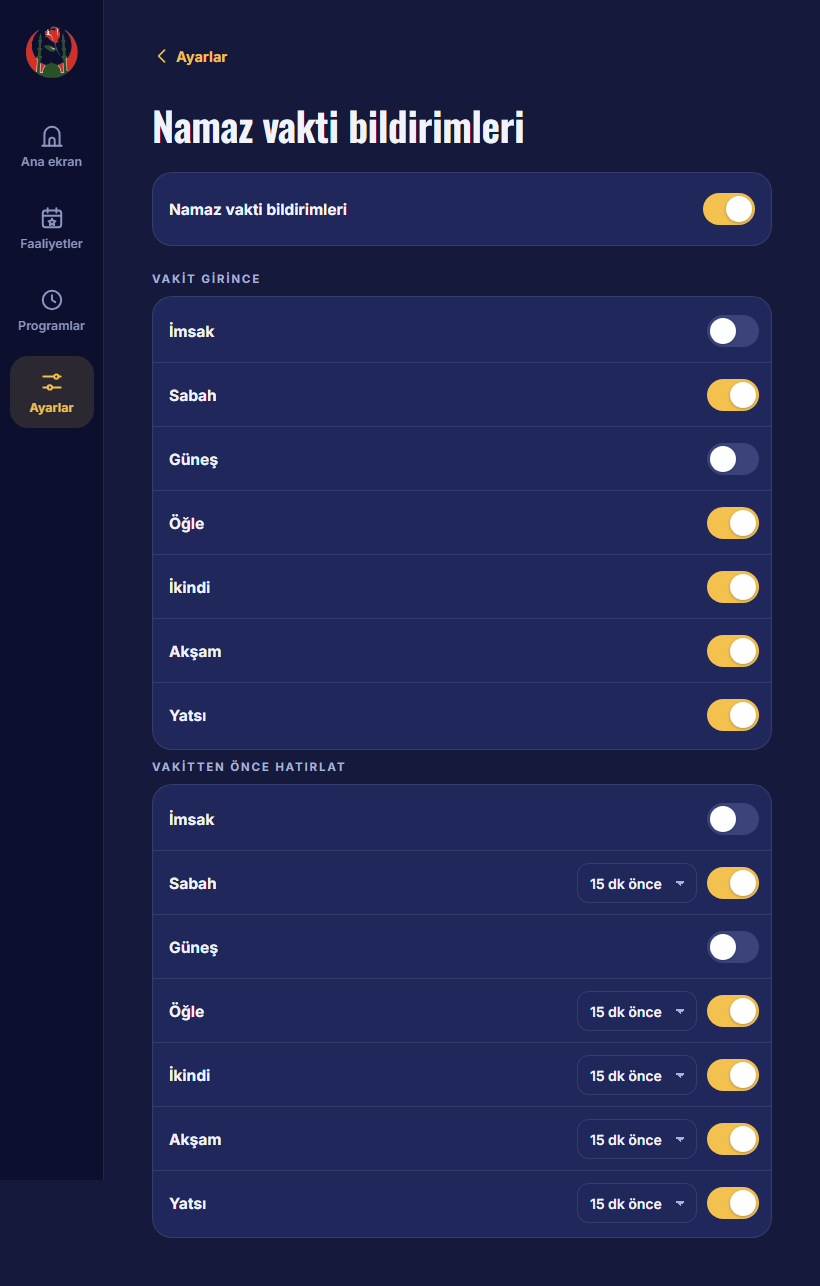 Ayarlar
Namaz vakti bildirimleri
Namaz vakti bildirimleri
VAKİT GİRİNCE
İmsak
Sabah
Güneş
Öğle
İkindi
Akşam
Yatsı
VAKİTTEN ÖNCE HATIRLAT
İmsak
Sabah 15 dk önce
Güneş
Öğle 15 dk önce
İkindi 15 dk önce
Akşam 15 dk önce
Yatsı 15 dk önce
Ana ekran
Faaliyetler
Programlar
Ayarlar